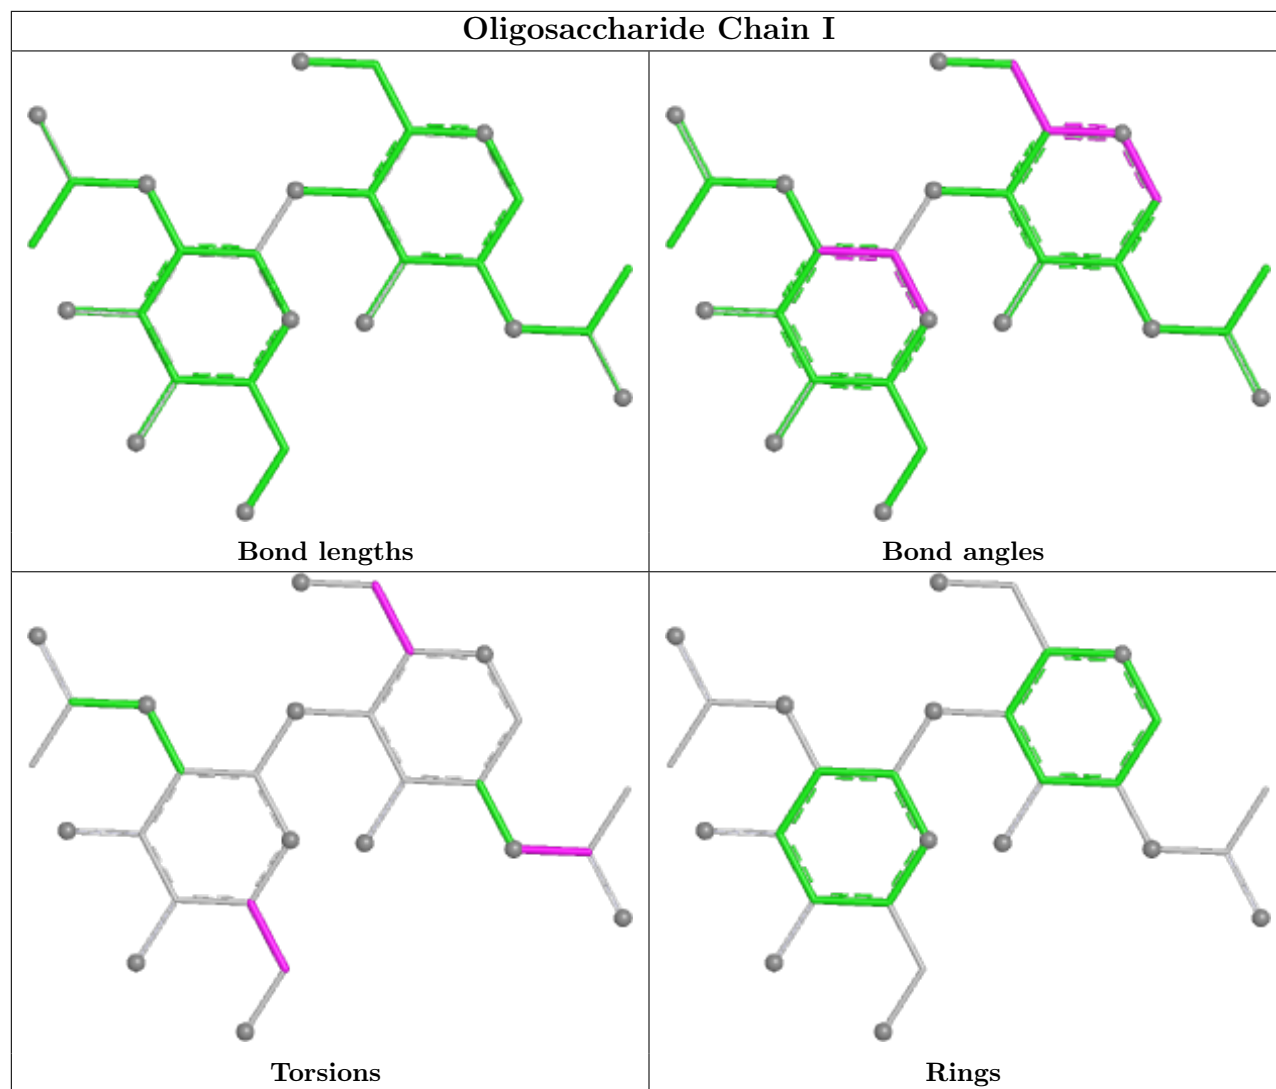 Oligosaccharide Chain I
Bond lengths
Bond angles
Torsions
Rings